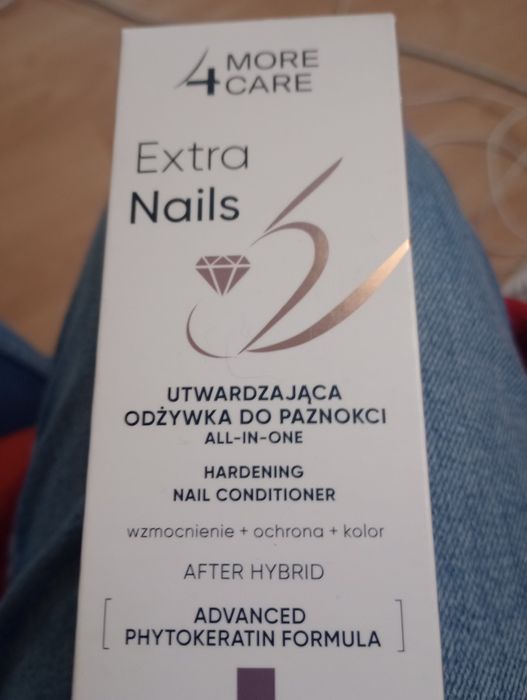 4 MORE
CARE
Extra
Nails
UTWARDZAJĄCA
ODŻYWKA DO PAZNOKCI
ALL-IN-ONE
HARDENING
NAIL CONDITIONER
wzmocnienie + ochrona + kolor
AFTER HYBRID
ADVANCED
PHYTOKERATIN FORMULA